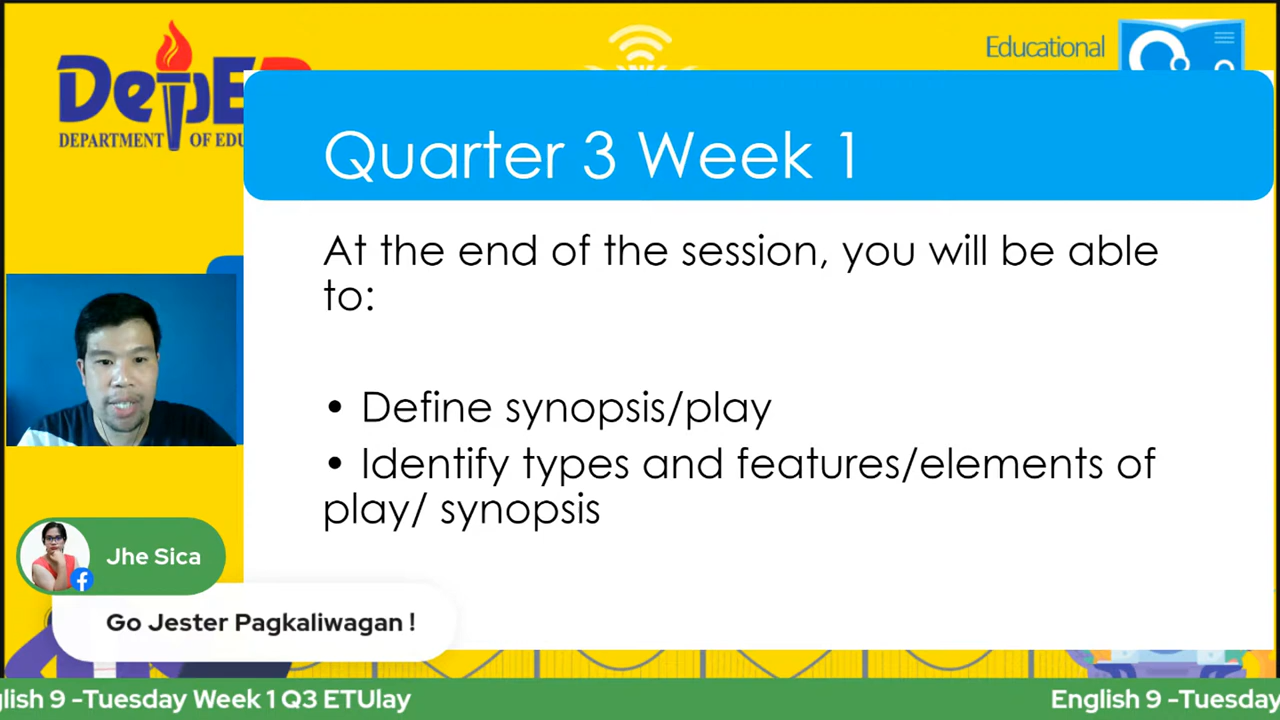 DepED
DEPARTMENT OF EDU
Educational
Quarter 3 Week 1
At the end of the session, you will be able
to:
• Define synopsis/play
• Identify types and features/elements of
play/ synopsis
Jhe Sica
Go Jester Pagkaliwagan !
glish 9 -Tuesday Week 1 Q3 ETUlay
English 9 -Tuesday